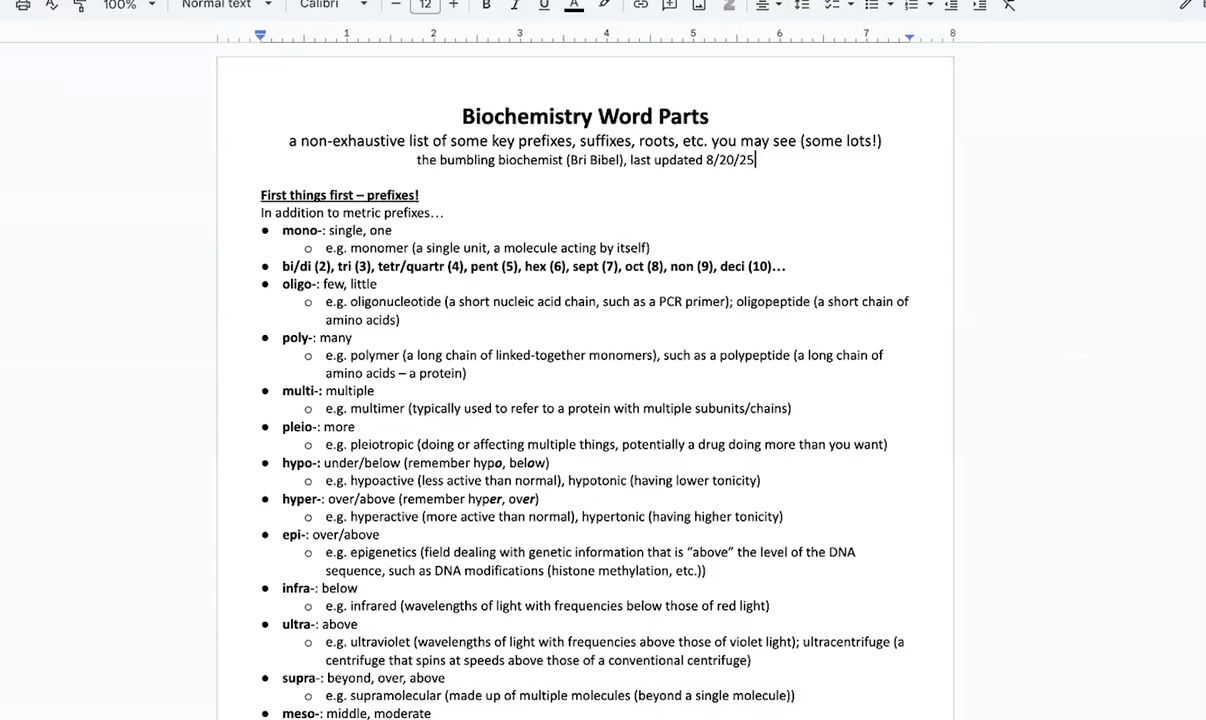 100% Normal text Calibri − 12 + B I U A
1 2 3 4 5 6 7 8
Biochemistry Word Parts
a non-exhaustive list of some key prefixes, suffixes, roots, etc. you may see (some lots!)
the bumbling biochemist (Bri Bibel), last updated 8/20/25
First things first – prefixes!
In addition to metric prefixes…
● mono-: single, one
o e.g. monomer (a single unit, a molecule acting by itself)
● bi/di (2), tri (3), tetr/quartr (4), pent (5), hex (6), sept (7), oct (8), non (9), deci (10)…
● oligo-: few, little
o e.g. oligonucleotide (a short nucleic acid chain, such as a PCR primer); oligopeptide (a short chain of
amino acids)
● poly-: many
o e.g. polymer (a long chain of linked-together monomers), such as a polypeptide (a long chain of
amino acids – a protein)
● multi-: multiple
o e.g. multimer (typically used to refer to a protein with multiple subunits/chains)
● pleio-: more
o e.g. pleiotropic (doing or affecting multiple things, potentially a drug doing more than you want)
● hypo-: under/below (remember hypo, below)
o e.g. hypoactive (less active than normal), hypotonic (having lower tonicity)
● hyper-: over/above (remember hyper, over)
o e.g. hyperactive (more active than normal), hypertonic (having higher tonicity)
● epi-: over/above
o e.g. epigenetics (field dealing with genetic information that is “above” the level of the DNA
sequence, such as DNA modifications (histone methylation, etc.))
● infra-: below
o e.g. infrared (wavelengths of light with frequencies below those of red light)
● ultra-: above
o e.g. ultraviolet (wavelengths of light with frequencies above those of violet light); ultracentrifuge (a
centrifuge that spins at speeds above those of a conventional centrifuge)
● supra-: beyond, over, above
o e.g. supramolecular (made up of multiple molecules (beyond a single molecule))
● meso-: middle, moderate